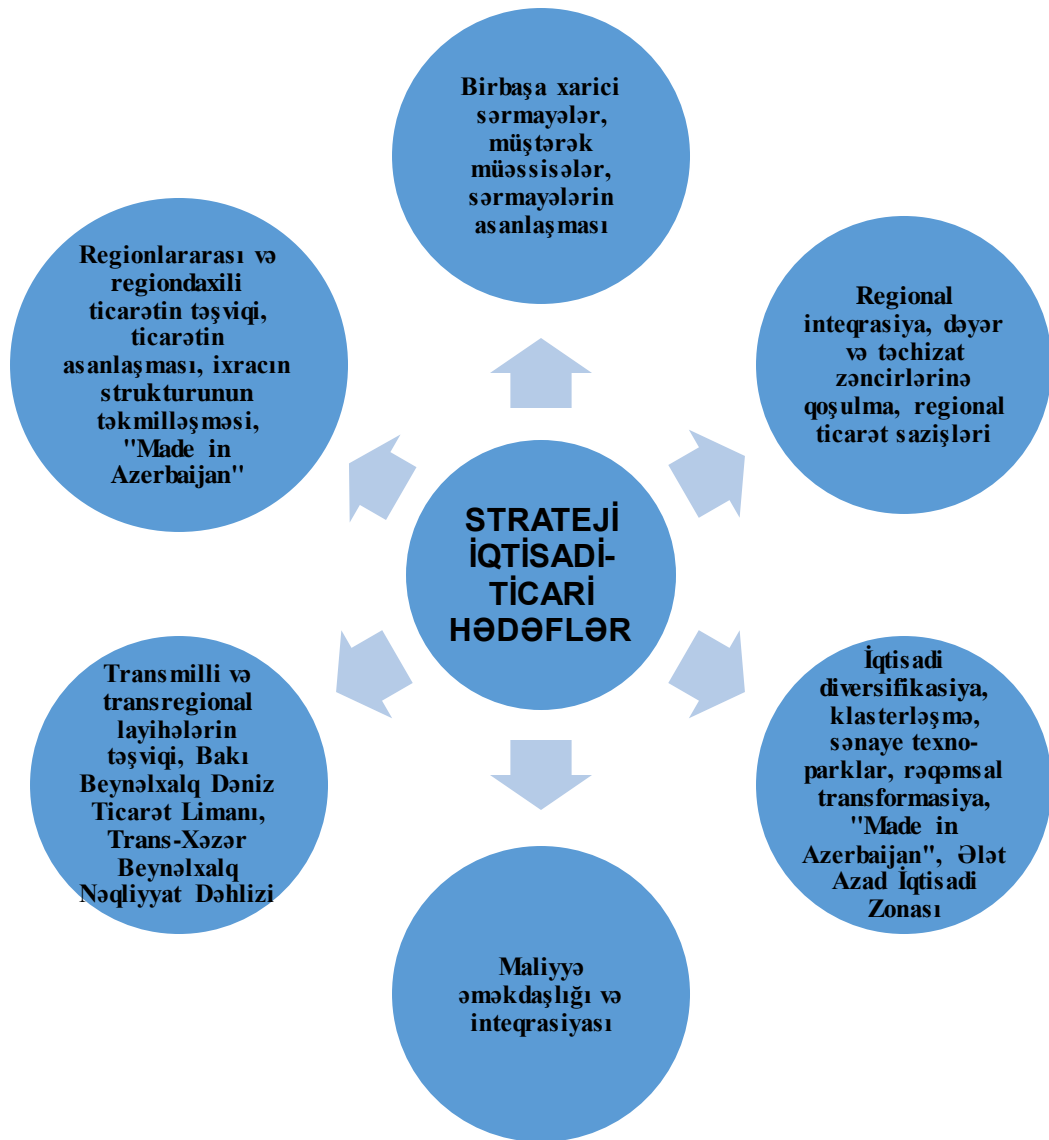 Birbaşa xarici
sərmayələr,
müştərək
müəssisələr,
sərmayələrin
asanlaşması
Regionlararası və
regiondaxili
ticarətin təşviqi,
ticarətin
asanlaşması, ixracın
strukturunun
təkmilləşməsi,
"Made in
Azerbaijan"
Regional
inteqrasiya, dəyər
və təchizat
zəncirlərinə
qoşulma, regional
ticarət sazişləri
STRATEJİ
İQTİSADİ-
TİCARİ
HƏDƏFLƏR
Transmilli və
transregional
layihələrin
təşviqi, Bakı
Beynəlxalq Dəniz
Ticarət Limanı,
Trans-Xəzər
Beynəlxalq
Nəqliyyat Dəhlizi
İqtisadi
diversifikasiya,
klasterləşmə,
sənaye texno-
parklar, rəqəmsal
transformasiya,
"Made in
Azerbaijan", Ələt
Azad İqtisadi
Zonası
Maliyyə
əməkdaşlığı və
inteqrasiyası